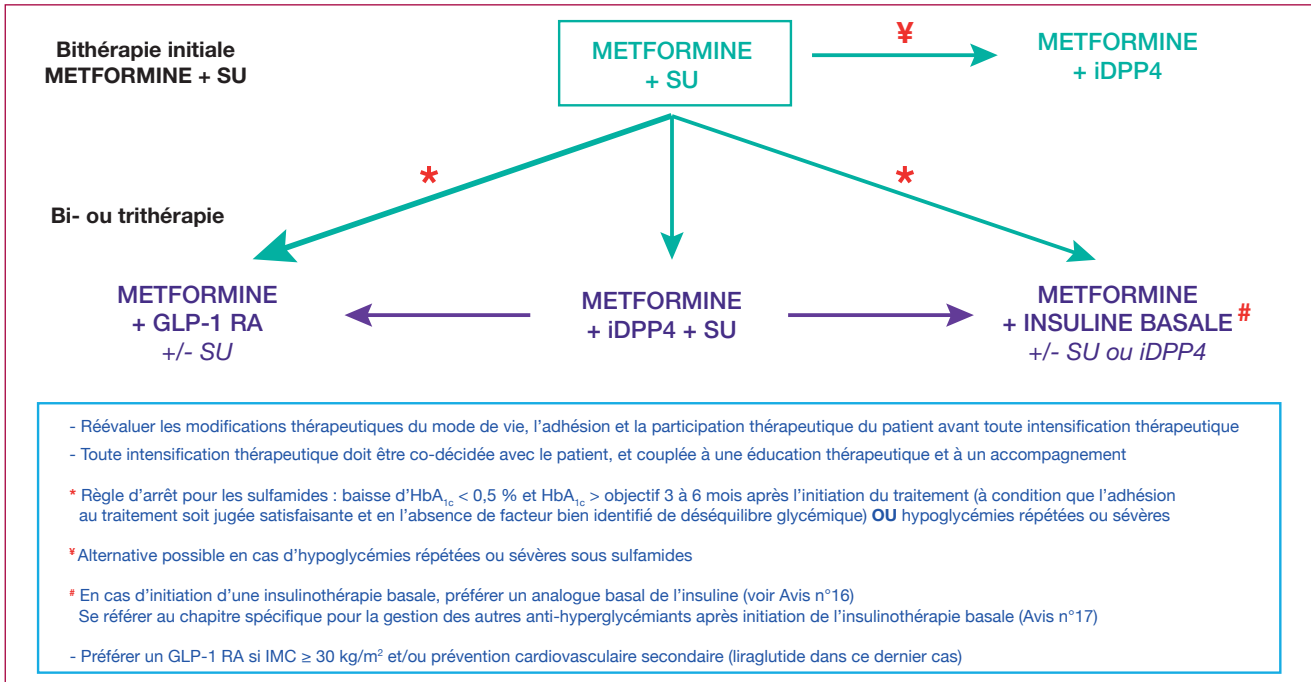 Bithérapie initiale
METFORMINE + SU
METFORMINE
+ SU
¥
METFORMINE
+ iDPP4
*
*
Bi- ou trithérapie
METFORMINE
+ GLP-1 RA
+/- SU
METFORMINE
+ iDPP4 + SU
METFORMINE
+ INSULINE BASALE #
+/- SU ou iDPP4
- Réévaluer les modifications thérapeutiques du mode de vie, l'adhésion et la participation thérapeutique du patient avant toute intensification thérapeutique
- Toute intensification thérapeutique doit être co-décidée avec le patient, et couplée à une éducation thérapeutique et à un accompagnement
* Règle d'arrêt pour les sulfamides : baisse d'HbA1c < 0,5 % et HbA1c > objectif 3 à 6 mois après l'initiation du traitement (à condition que l'adhésion
au traitement soit jugée satisfaisante et en l'absence de facteur bien identifié de déséquilibre glycémique) OU hypoglycémies répétées ou sévères
¥ Alternative possible en cas d'hypoglycémies répétées ou sévères sous sulfamides
# En cas d'initiation d'une insulinothérapie basale, préférer un analogue basal de l'insuline (voir Avis n°16)
Se référer au chapitre spécifique pour la gestion des autres anti-hyperglycémiants après initiation de l'insulinothérapie basale (Avis n°17)
- Préférer un GLP-1 RA si IMC ≥ 30 kg/m² et/ou prévention cardiovasculaire secondaire (liraglutide dans ce dernier cas)